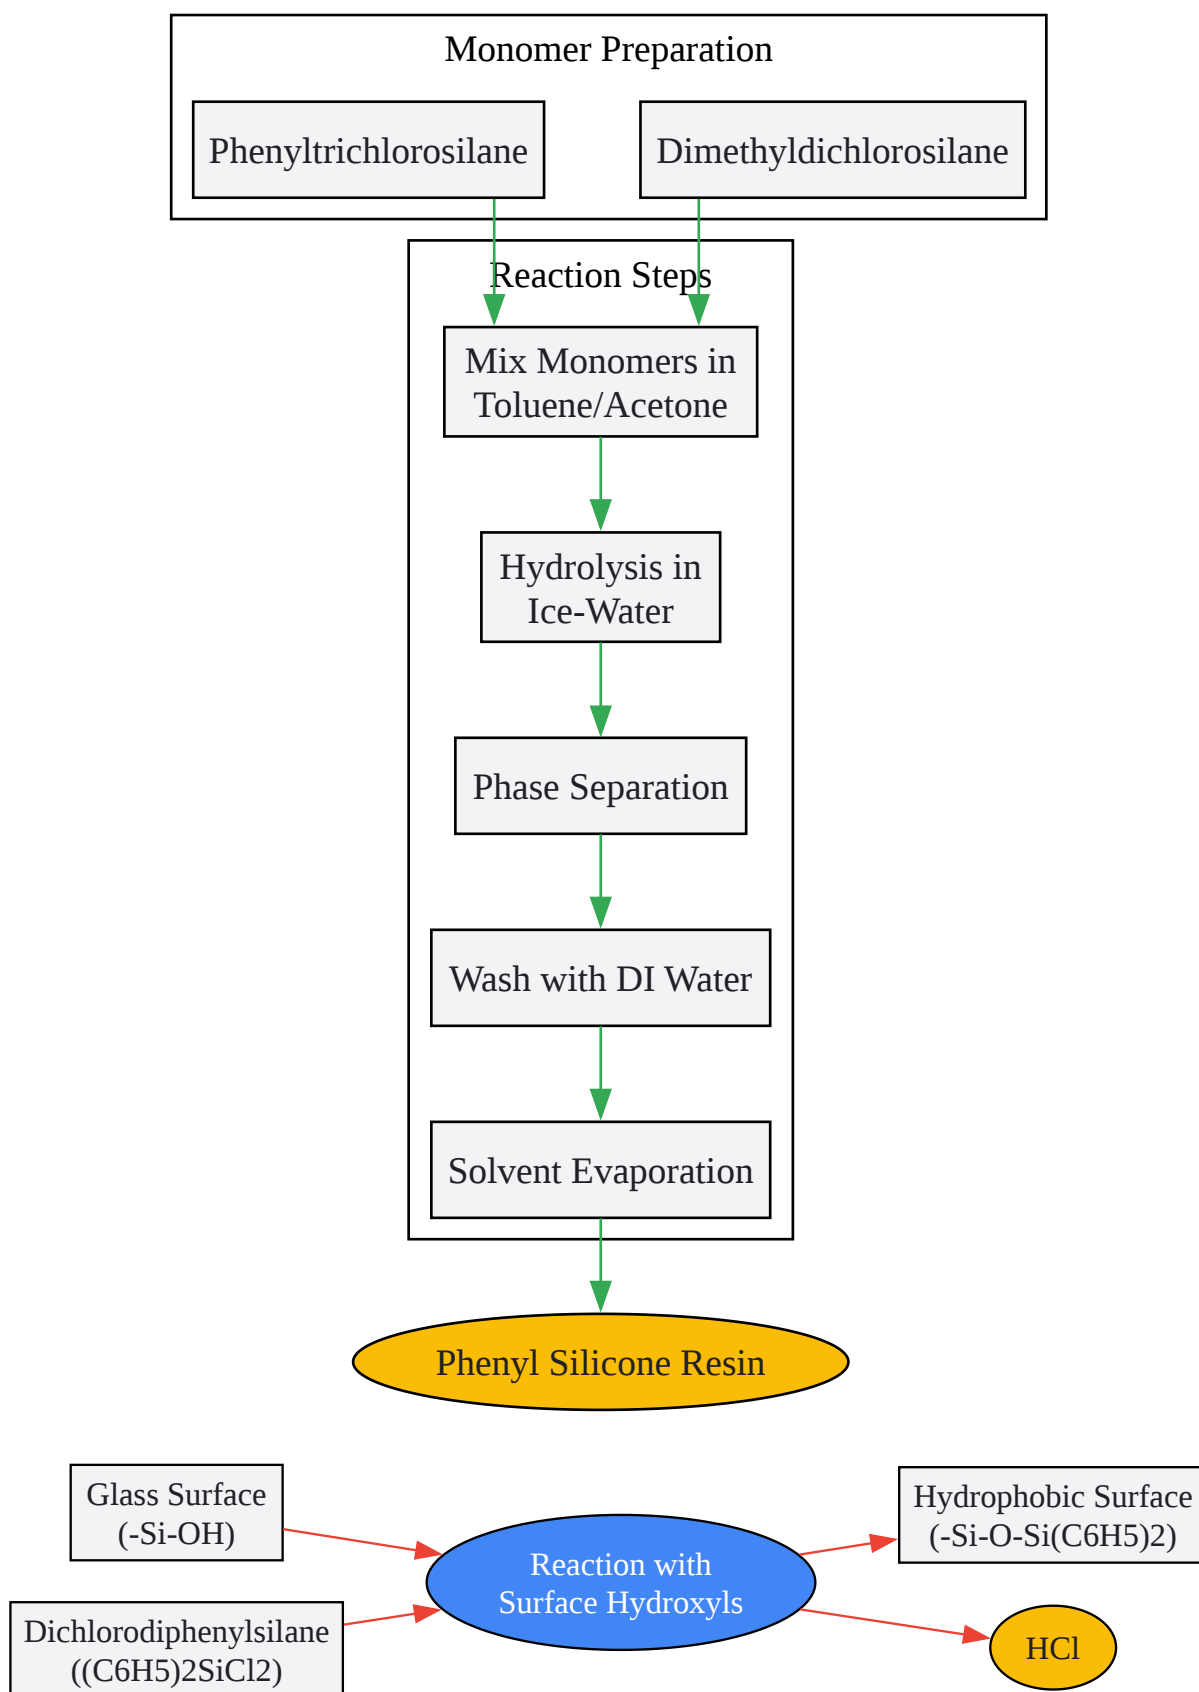 Monomer Preparation
Phenyltrichlorosilane
Dimethyldichlorosilane
Reaction Steps
Mix Monomers in
Toluene/Acetone
Hydrolysis in
Ice-Water
Phase Separation
Wash with DI Water
Solvent Evaporation
Phenyl Silicone Resin
Glass Surface
(-Si-OH)
Dichlorodiphenylsilane
((C6H5)2SiCl2)
Reaction with
Surface Hydroxyls
Hydrophobic Surface
(-Si-O-Si(C6H5)2)
HCl